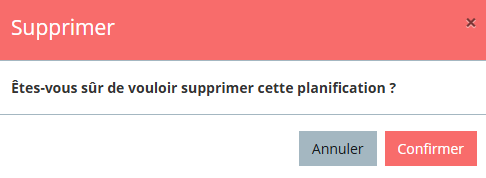 Supprimer
×
Êtes-vous sûr de vouloir supprimer cette planification ?
Annuler
Confirmer